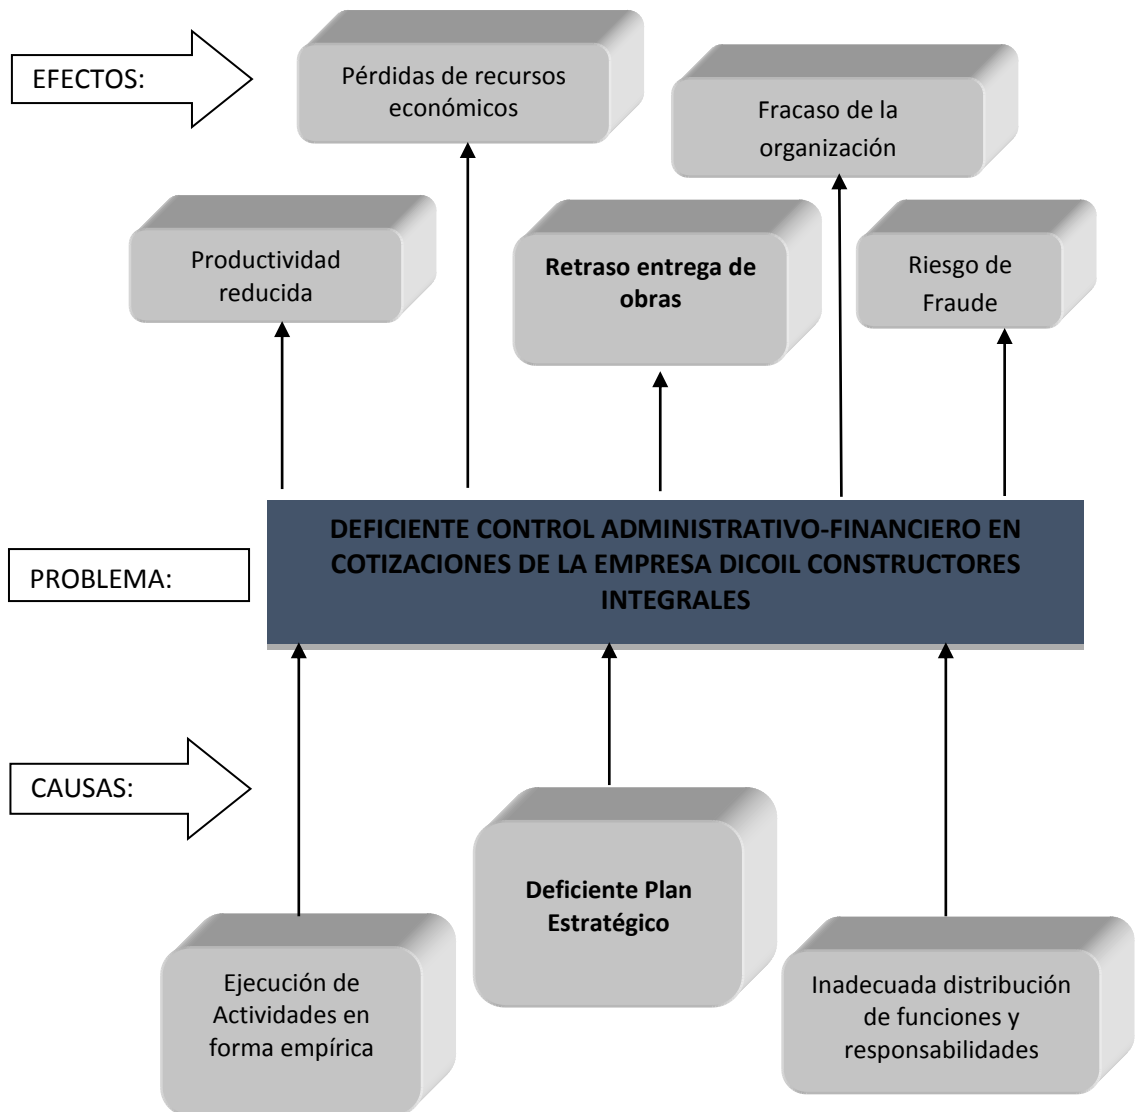 EFECTOS:
Pérdidas de recursos
económicos
Fracaso de la
organización
Productividad
reducida
Retraso entrega de
obras
Riesgo de
Fraude
PROBLEMA:
DEFICIENTE CONTROL ADMINISTRATIVO-FINANCIERO EN
COTIZACIONES DE LA EMPRESA DICOIL CONSTRUCTORES
INTEGRALES
CAUSAS:
Deficiente Plan
Estratégico
Ejecución de
Actividades en
forma empírica
Inadecuada distribución
de funciones y
responsabilidades